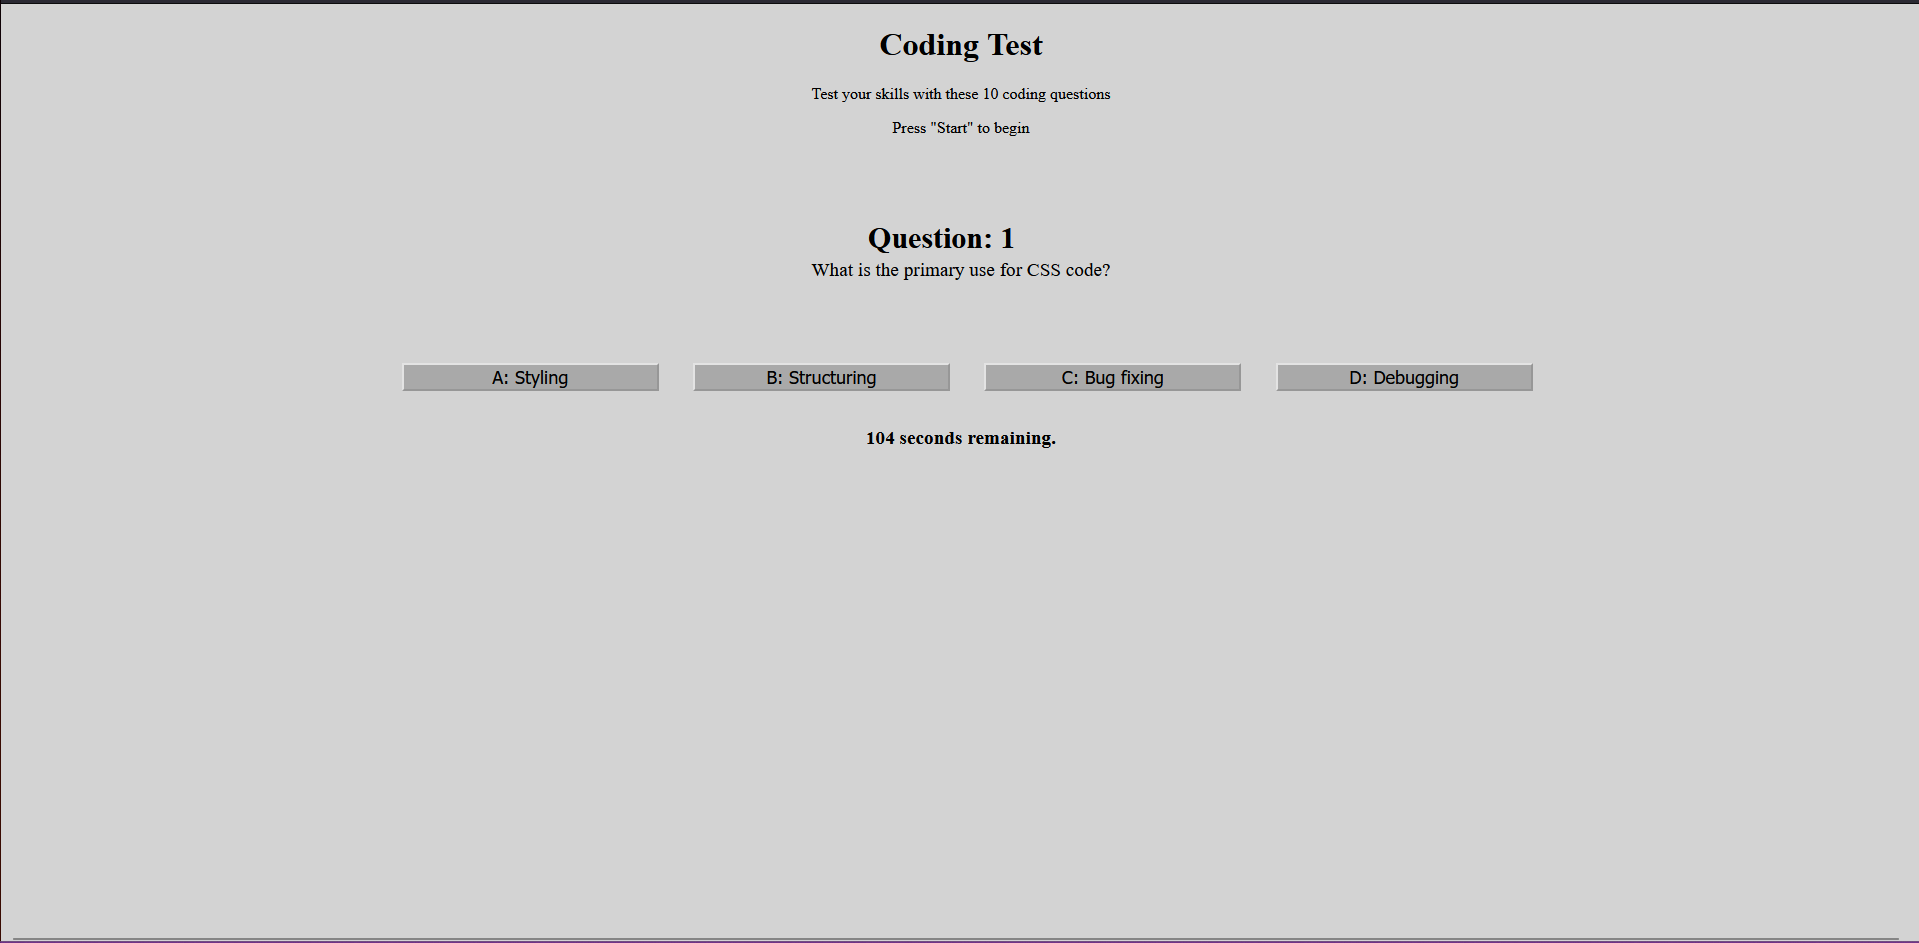 Coding Test
Test your skills with these 10 coding questions
Press "Start" to begin
Question: 1
What is the primary use for CSS code?
A: Styling
B: Structuring
C: Bug fixing
D: Debugging
104 seconds remaining.